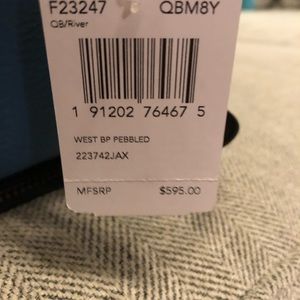 F23247 QBM8Y
QB/River
1 91202 76467 5
WEST BP PEBBLED
223742JAX
MFSRP $595.00